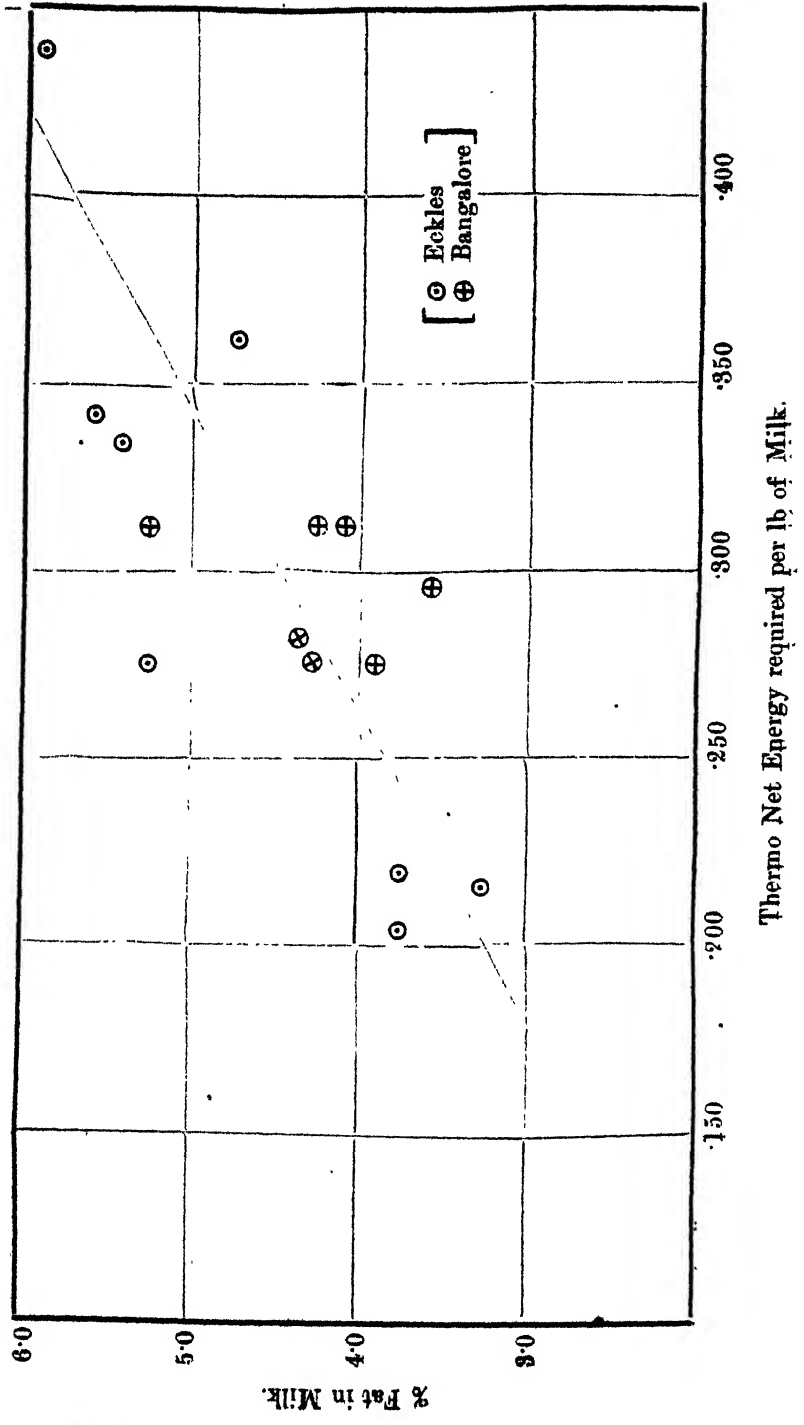 6·0
5·0
4·0
3·0
% Fat in Milk.
Eckles
Bangalore
·150
·200
·250
·300
·350
·400
Thermo Net Energy required per lb of Milk.